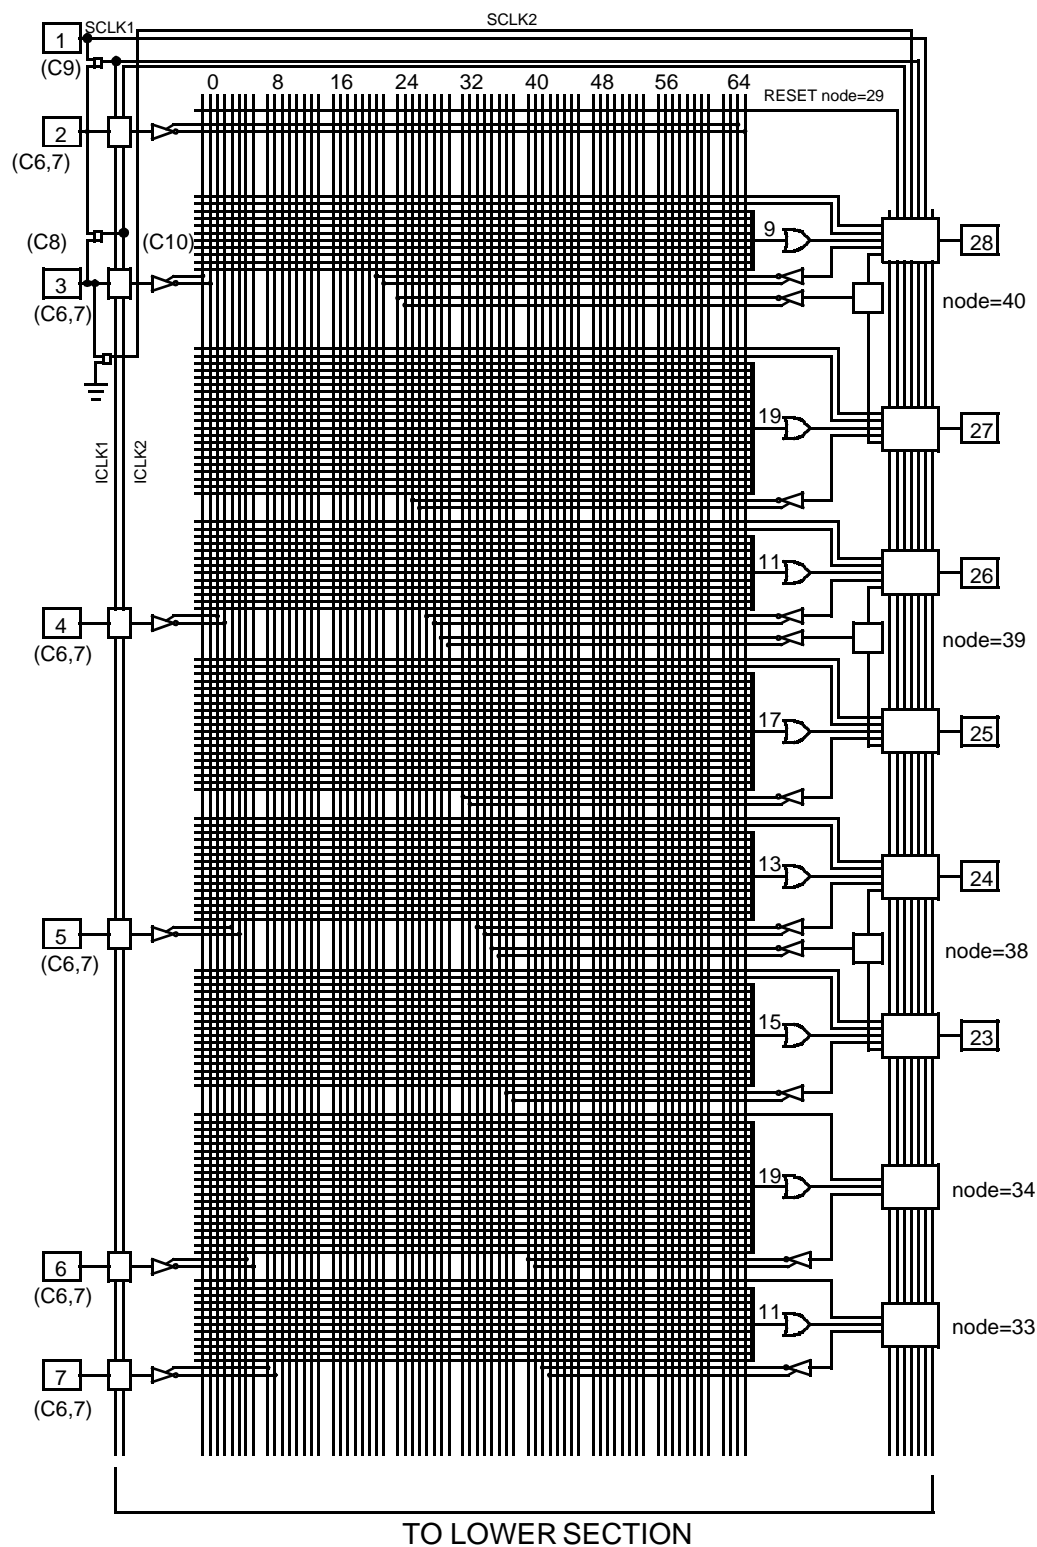 SCLK2
SCLK1
1
(C9)
0 8 16 24 32 40 48 56 64
RESET node=29
2
(C6,7)
9
28
(C8)
(C10)
3
(C6,7)
node=40
19
27
ICLK1
ICLK2
11
26
4
(C6,7)
node=39
17
25
13
24
5
(C6,7)
node=38
15
23
19
node=34
6
(C6,7)
11
node=33
7
(C6,7)
TO LOWER SECTION